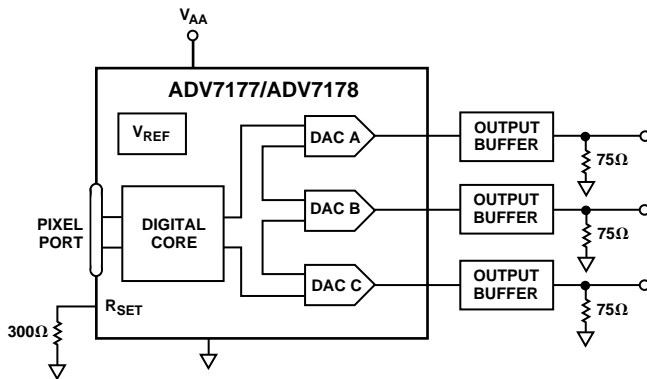 VAA
ADV7177/ADV7178
VREF
DAC A
OUTPUT
BUFFER
75Ω
PIXEL
PORT
DIGITAL
CORE
DAC B
OUTPUT
BUFFER
75Ω
DAC C
OUTPUT
BUFFER
75Ω
RSET
300Ω